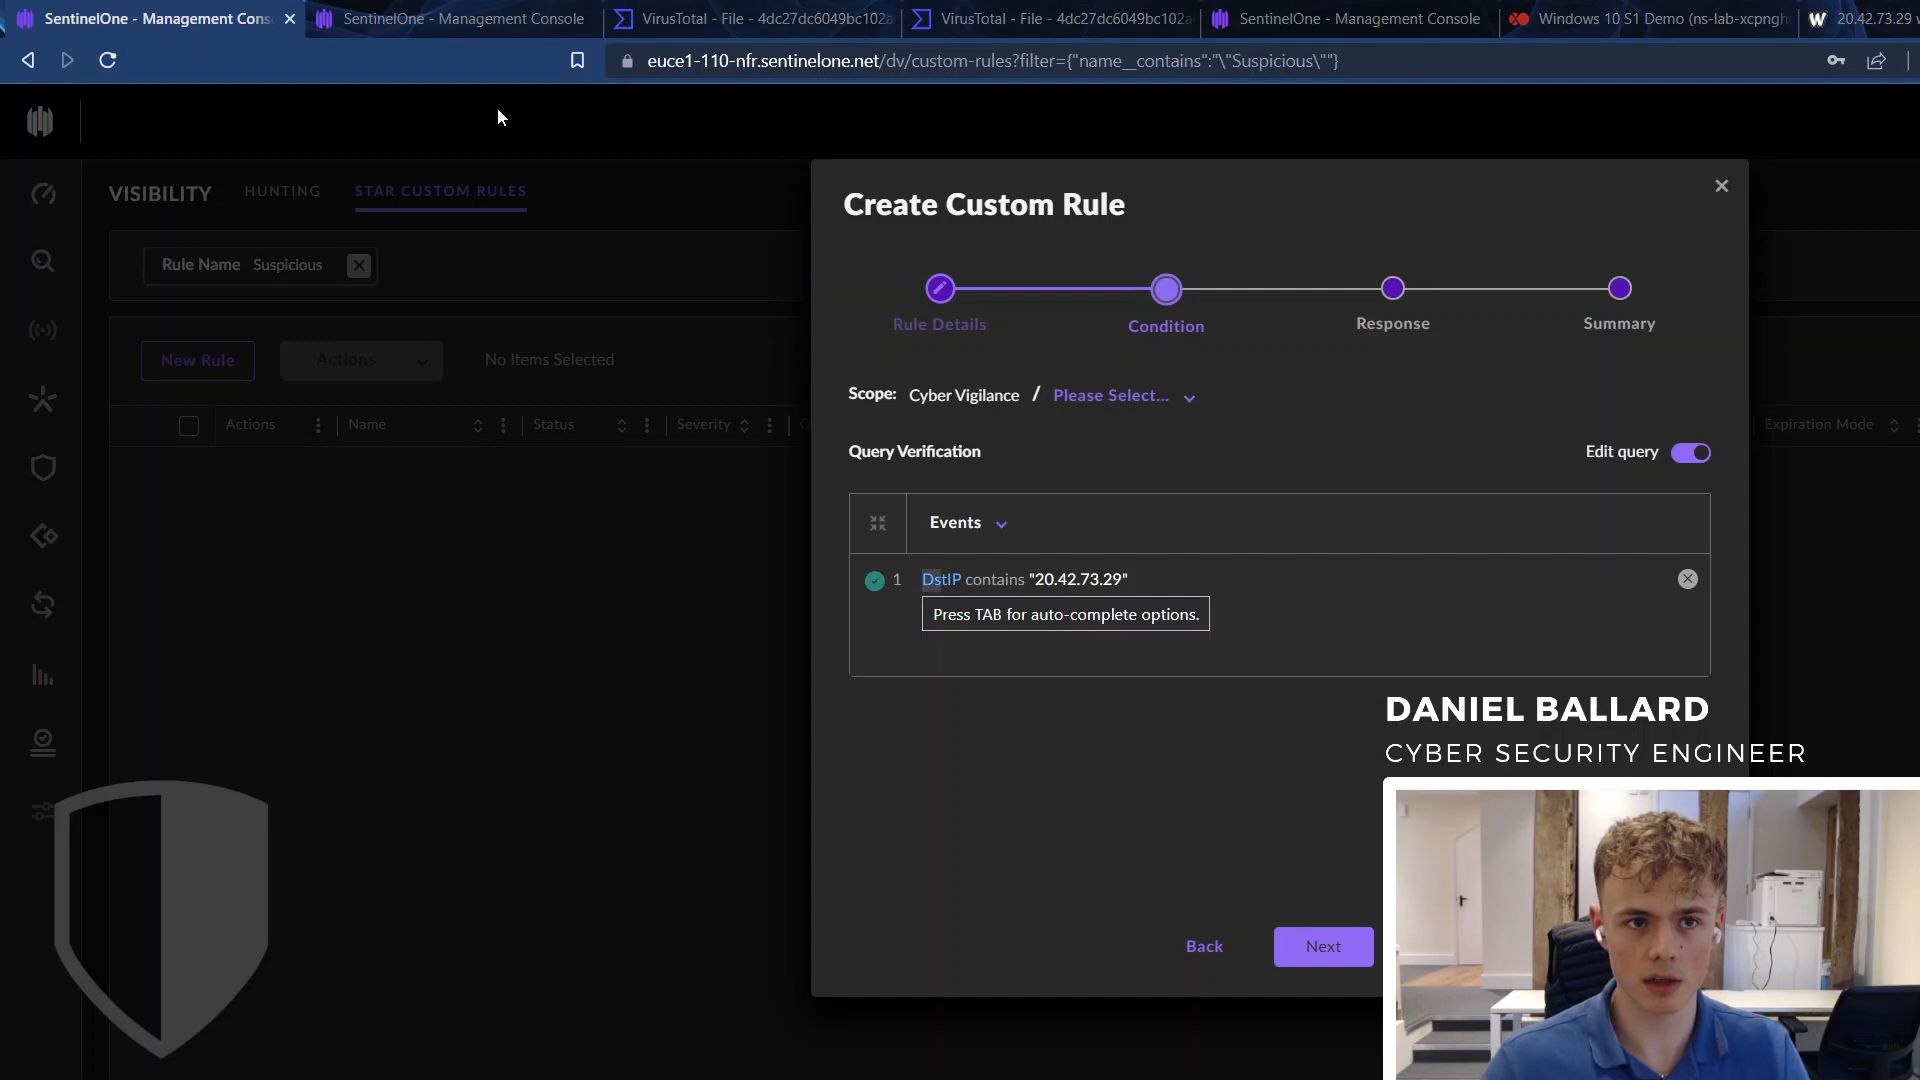 SentinelOne - Management Cons
SentinelOne - Management Console
VirusTotal - File - 4dc27dc6049bc102a
VirusTotal - File - 4dc27dc6049bc102a
SentinelOne - Management Console
Windows 10 S1 Demo (ns-lab-xcpngh
W 20.42.73.29
euce1-110-nfr.sentinelone.net/dv/custom-rules?filter={"name__contains":"\"Suspicious\""}
VISIBILITY
HUNTING
STAR CUSTOM RULES
Rule Name Suspicious
New Rule
Actions
No Items Selected
Actions
Name
Status
Severity
Expiration Mode
Create Custom Rule
Rule Details
Condition
Response
Summary
Scope: Cyber Vigilance / Please Select...
Query Verification
Edit query
Events
1 DstIP contains "20.42.73.29"
Press TAB for auto-complete options.
Back
Next
DANIEL BALLARD
CYBER SECURITY ENGINEER